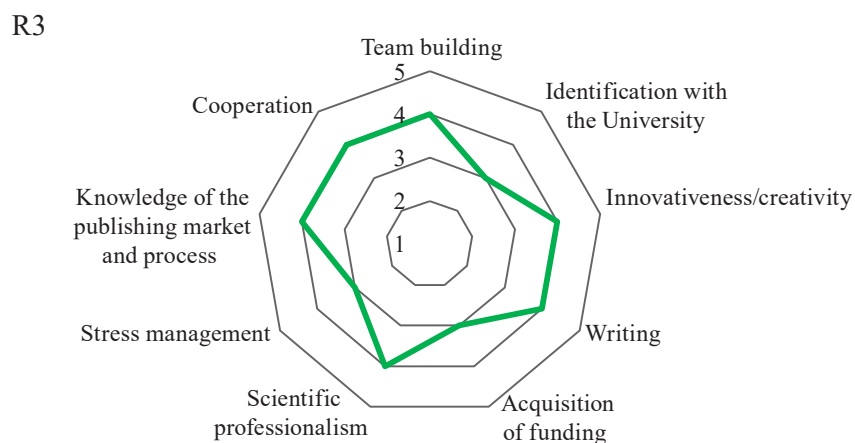 R3
Team building
5
4
3
2
1
Identification with
the University
Innovativeness/creativity
Writing
Acquisition
of funding
Scientific
professionalism
Stress management
Knowledge of the
publishing market
and process
Cooperation